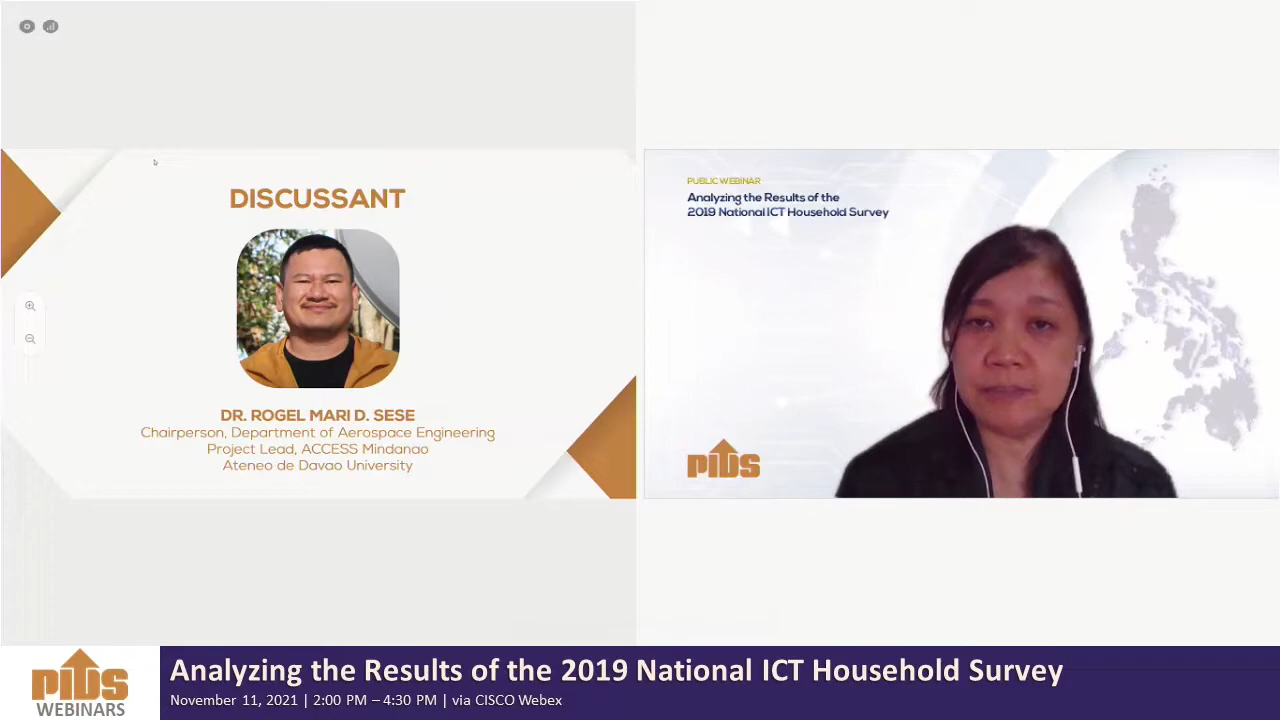 DISCUSSANT
DR. ROGEL MARI D. SESE
Chairperson, Department of Aerospace Engineering
Project Lead, ACCESS Mindanao
Ateneo de Davao University
PUBLIC WEBINAR
Analyzing the Results of the
2019 National ICT Household Survey
PIDS
PIDS
WEBINARS
Analyzing the Results of the 2019 National ICT Household Survey
November 11, 2021 | 2:00 PM – 4:30 PM | via CISCO Webex